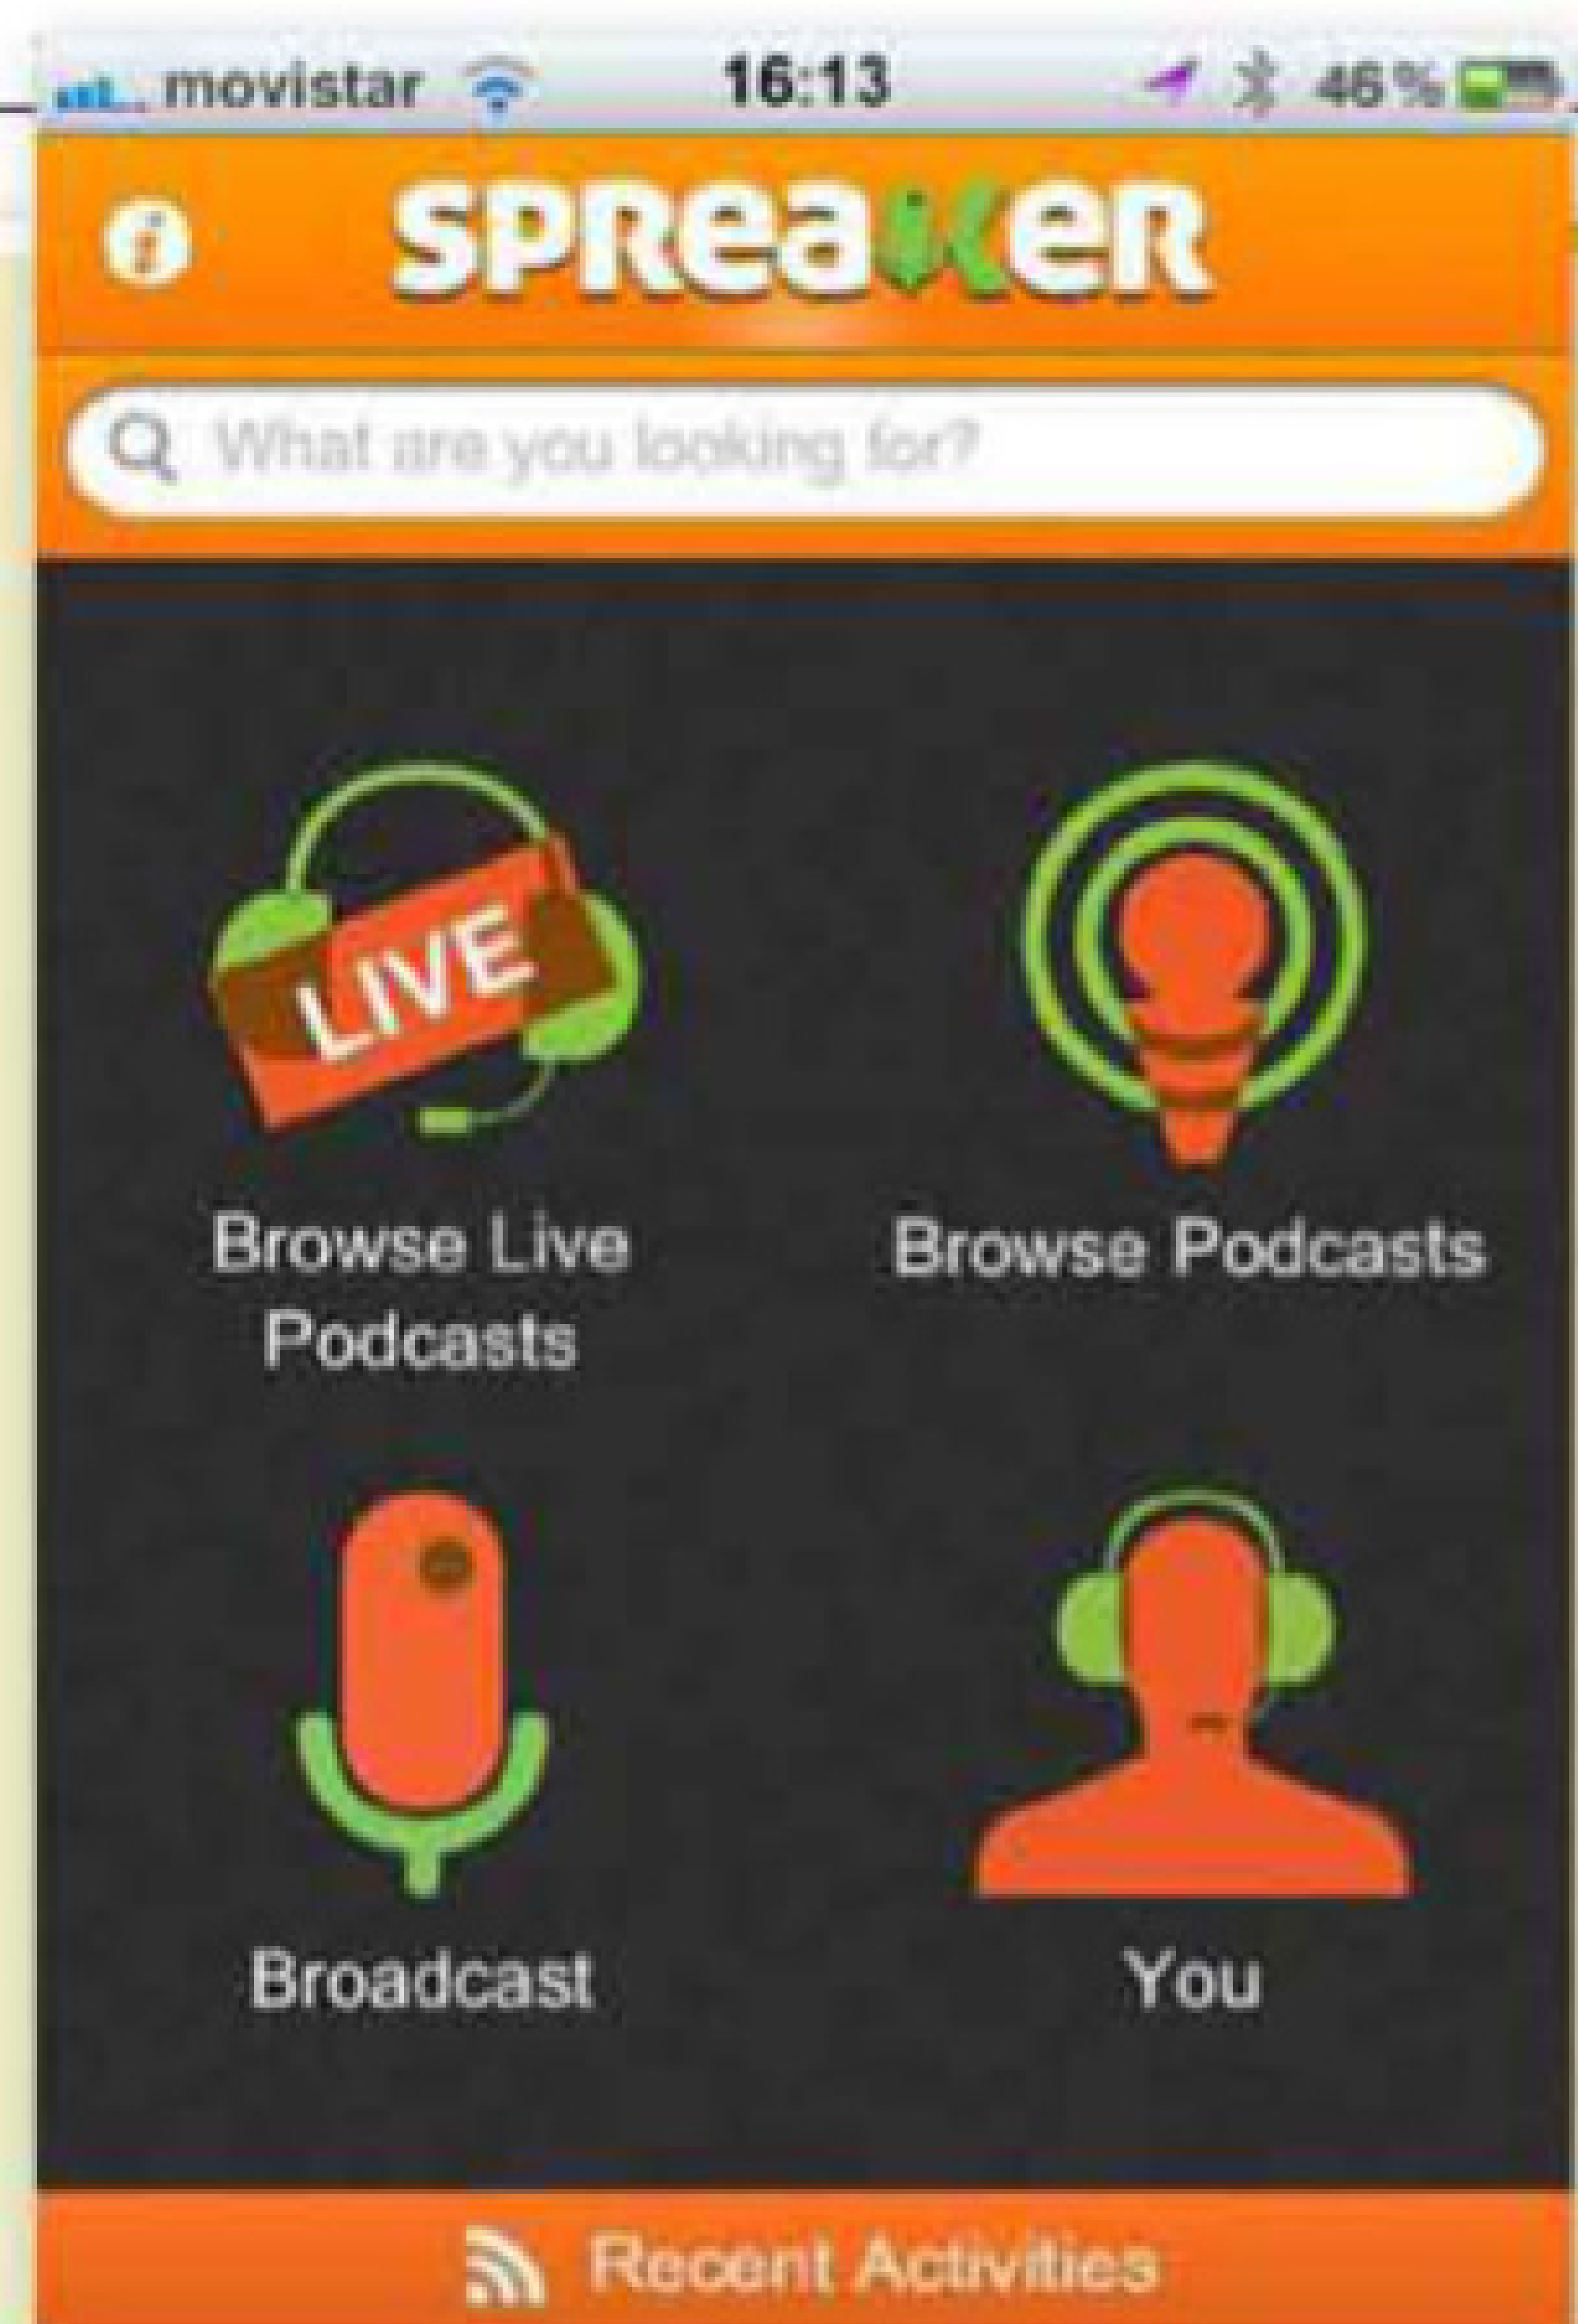 movistar 16:13 46%
i SPREAKER
What are you looking for?
LIVE
Browse Live
Podcasts
Browse Podcasts
Broadcast
You
Recent Activities